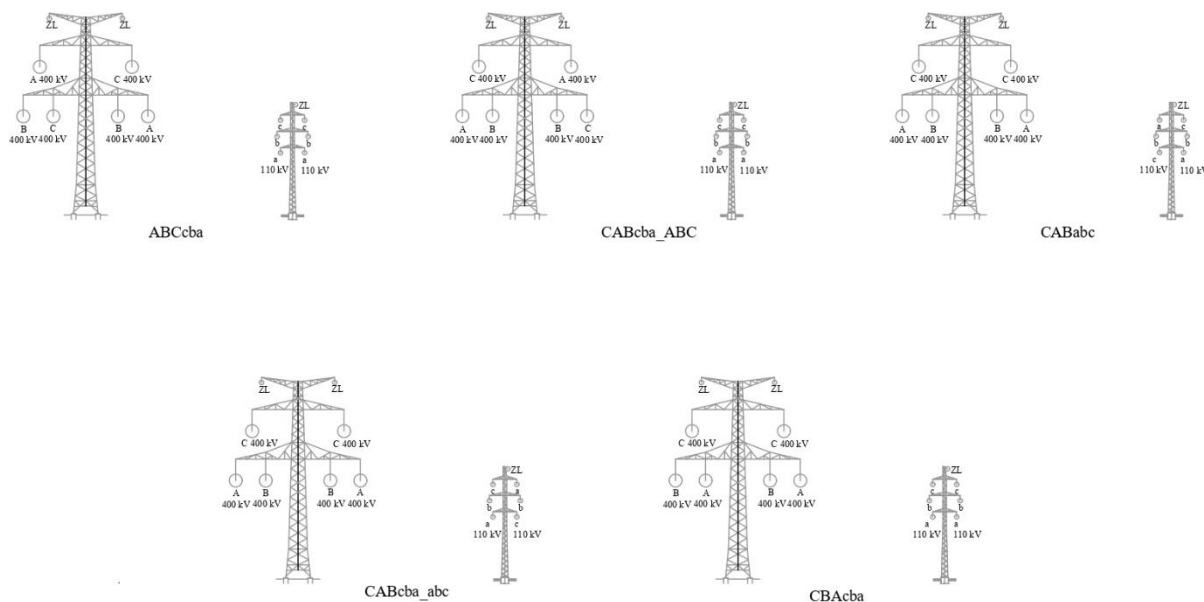 ZL ZL
A 400 kV C 400 kV
B C B A
400 kV 400 kV 400 kV 400 kV
ZL
c c
b b
a a
110 kV 110 kV
ABCcba
ZL ZL
C 400 kV A 400 kV
A B B C
400 kV 400 kV 400 kV 400 kV
ZL
c c
b b
a a
110 kV 110 kV
CABcba_ABC
ZL ZL
C 400 kV C 400 kV
A B B A
400 kV 400 kV 400 kV 400 kV
ZL
a c
b b
c a
110 kV 110 kV
CABabc
ZL ZL
C 400 kV C 400 kV
A B B A
400 kV 400 kV 400 kV 400 kV
ZL
c a
b b
a c
110 kV 110 kV
CABcba_abc
ZL ZL
C 400 kV C 400 kV
B A B A
400 kV 400 kV 400 kV 400 kV
ZL
c c
b b
a a
110 kV 110 kV
CBAcba